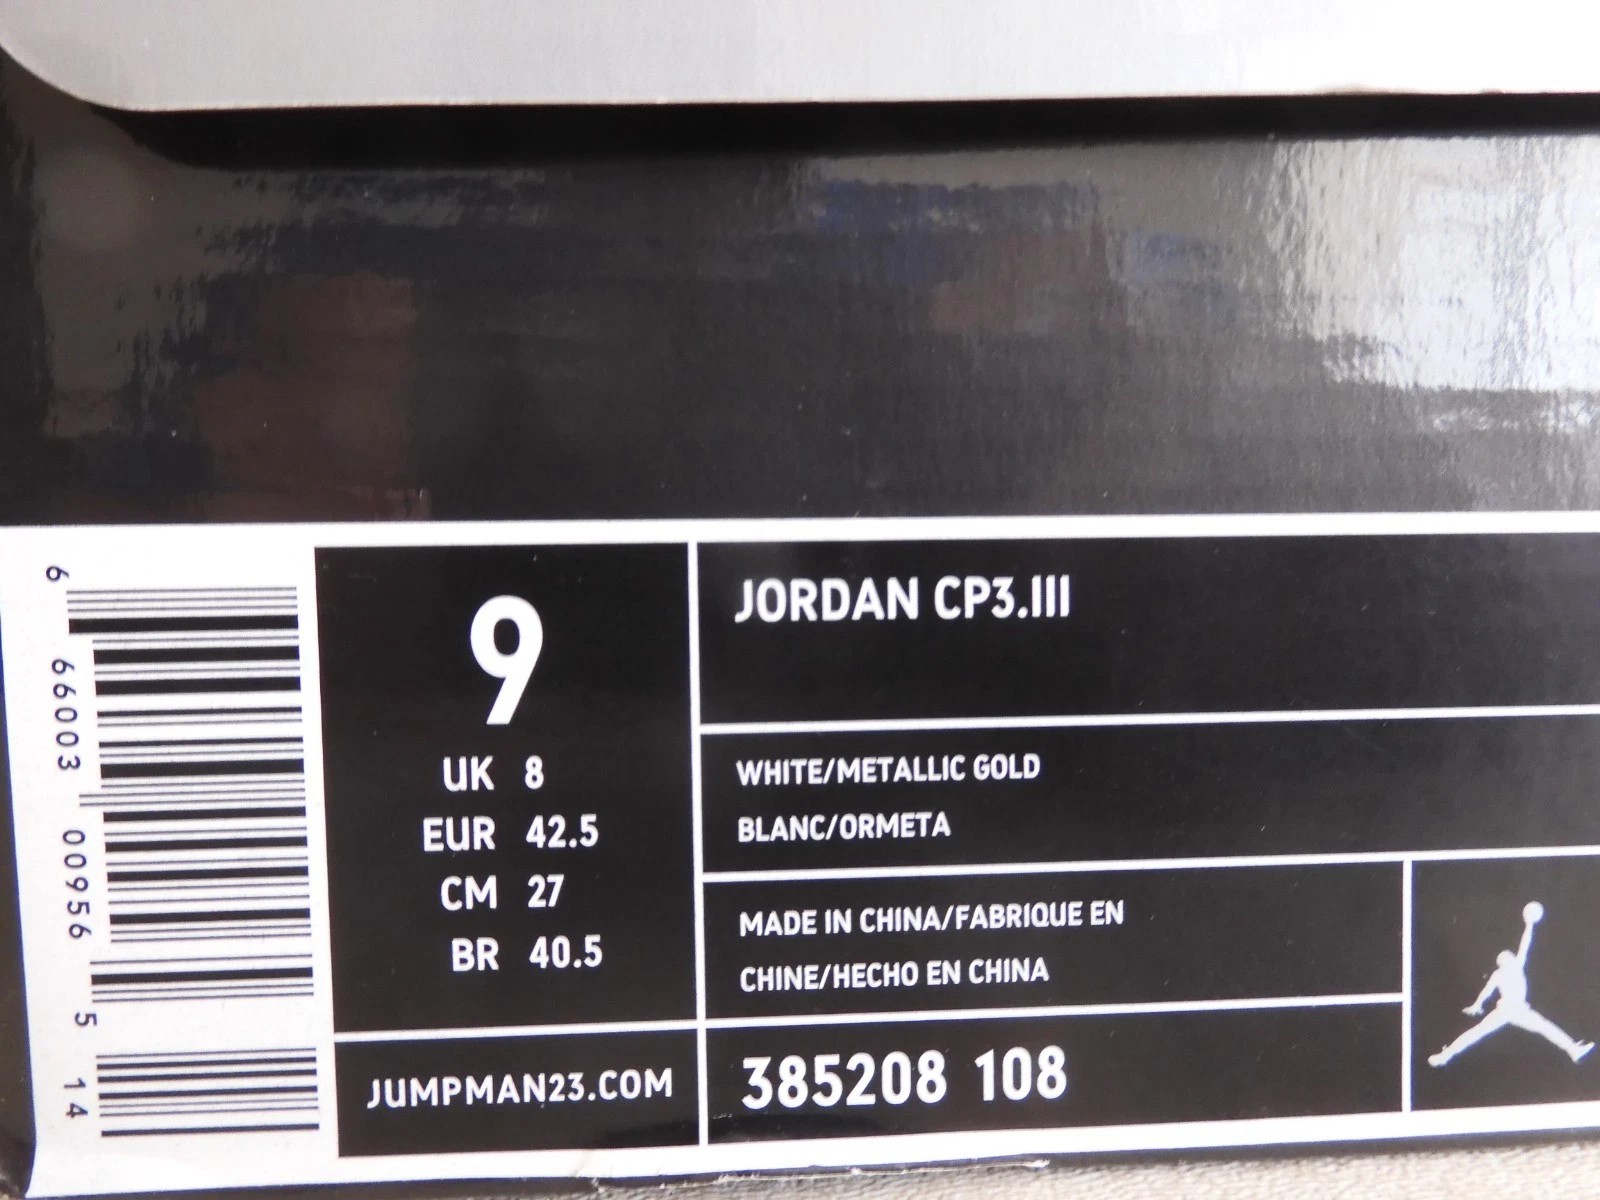 6 66003 00956 5 14
9
UK 8
EUR 42.5
CM 27
BR 40.5
JUMPMAN23.COM
JORDAN CP3.III
WHITE/METALLIC GOLD
BLANC/ORMETA
MADE IN CHINA/FABRIQUE EN
CHINE/HECHO EN CHINA
385208 108